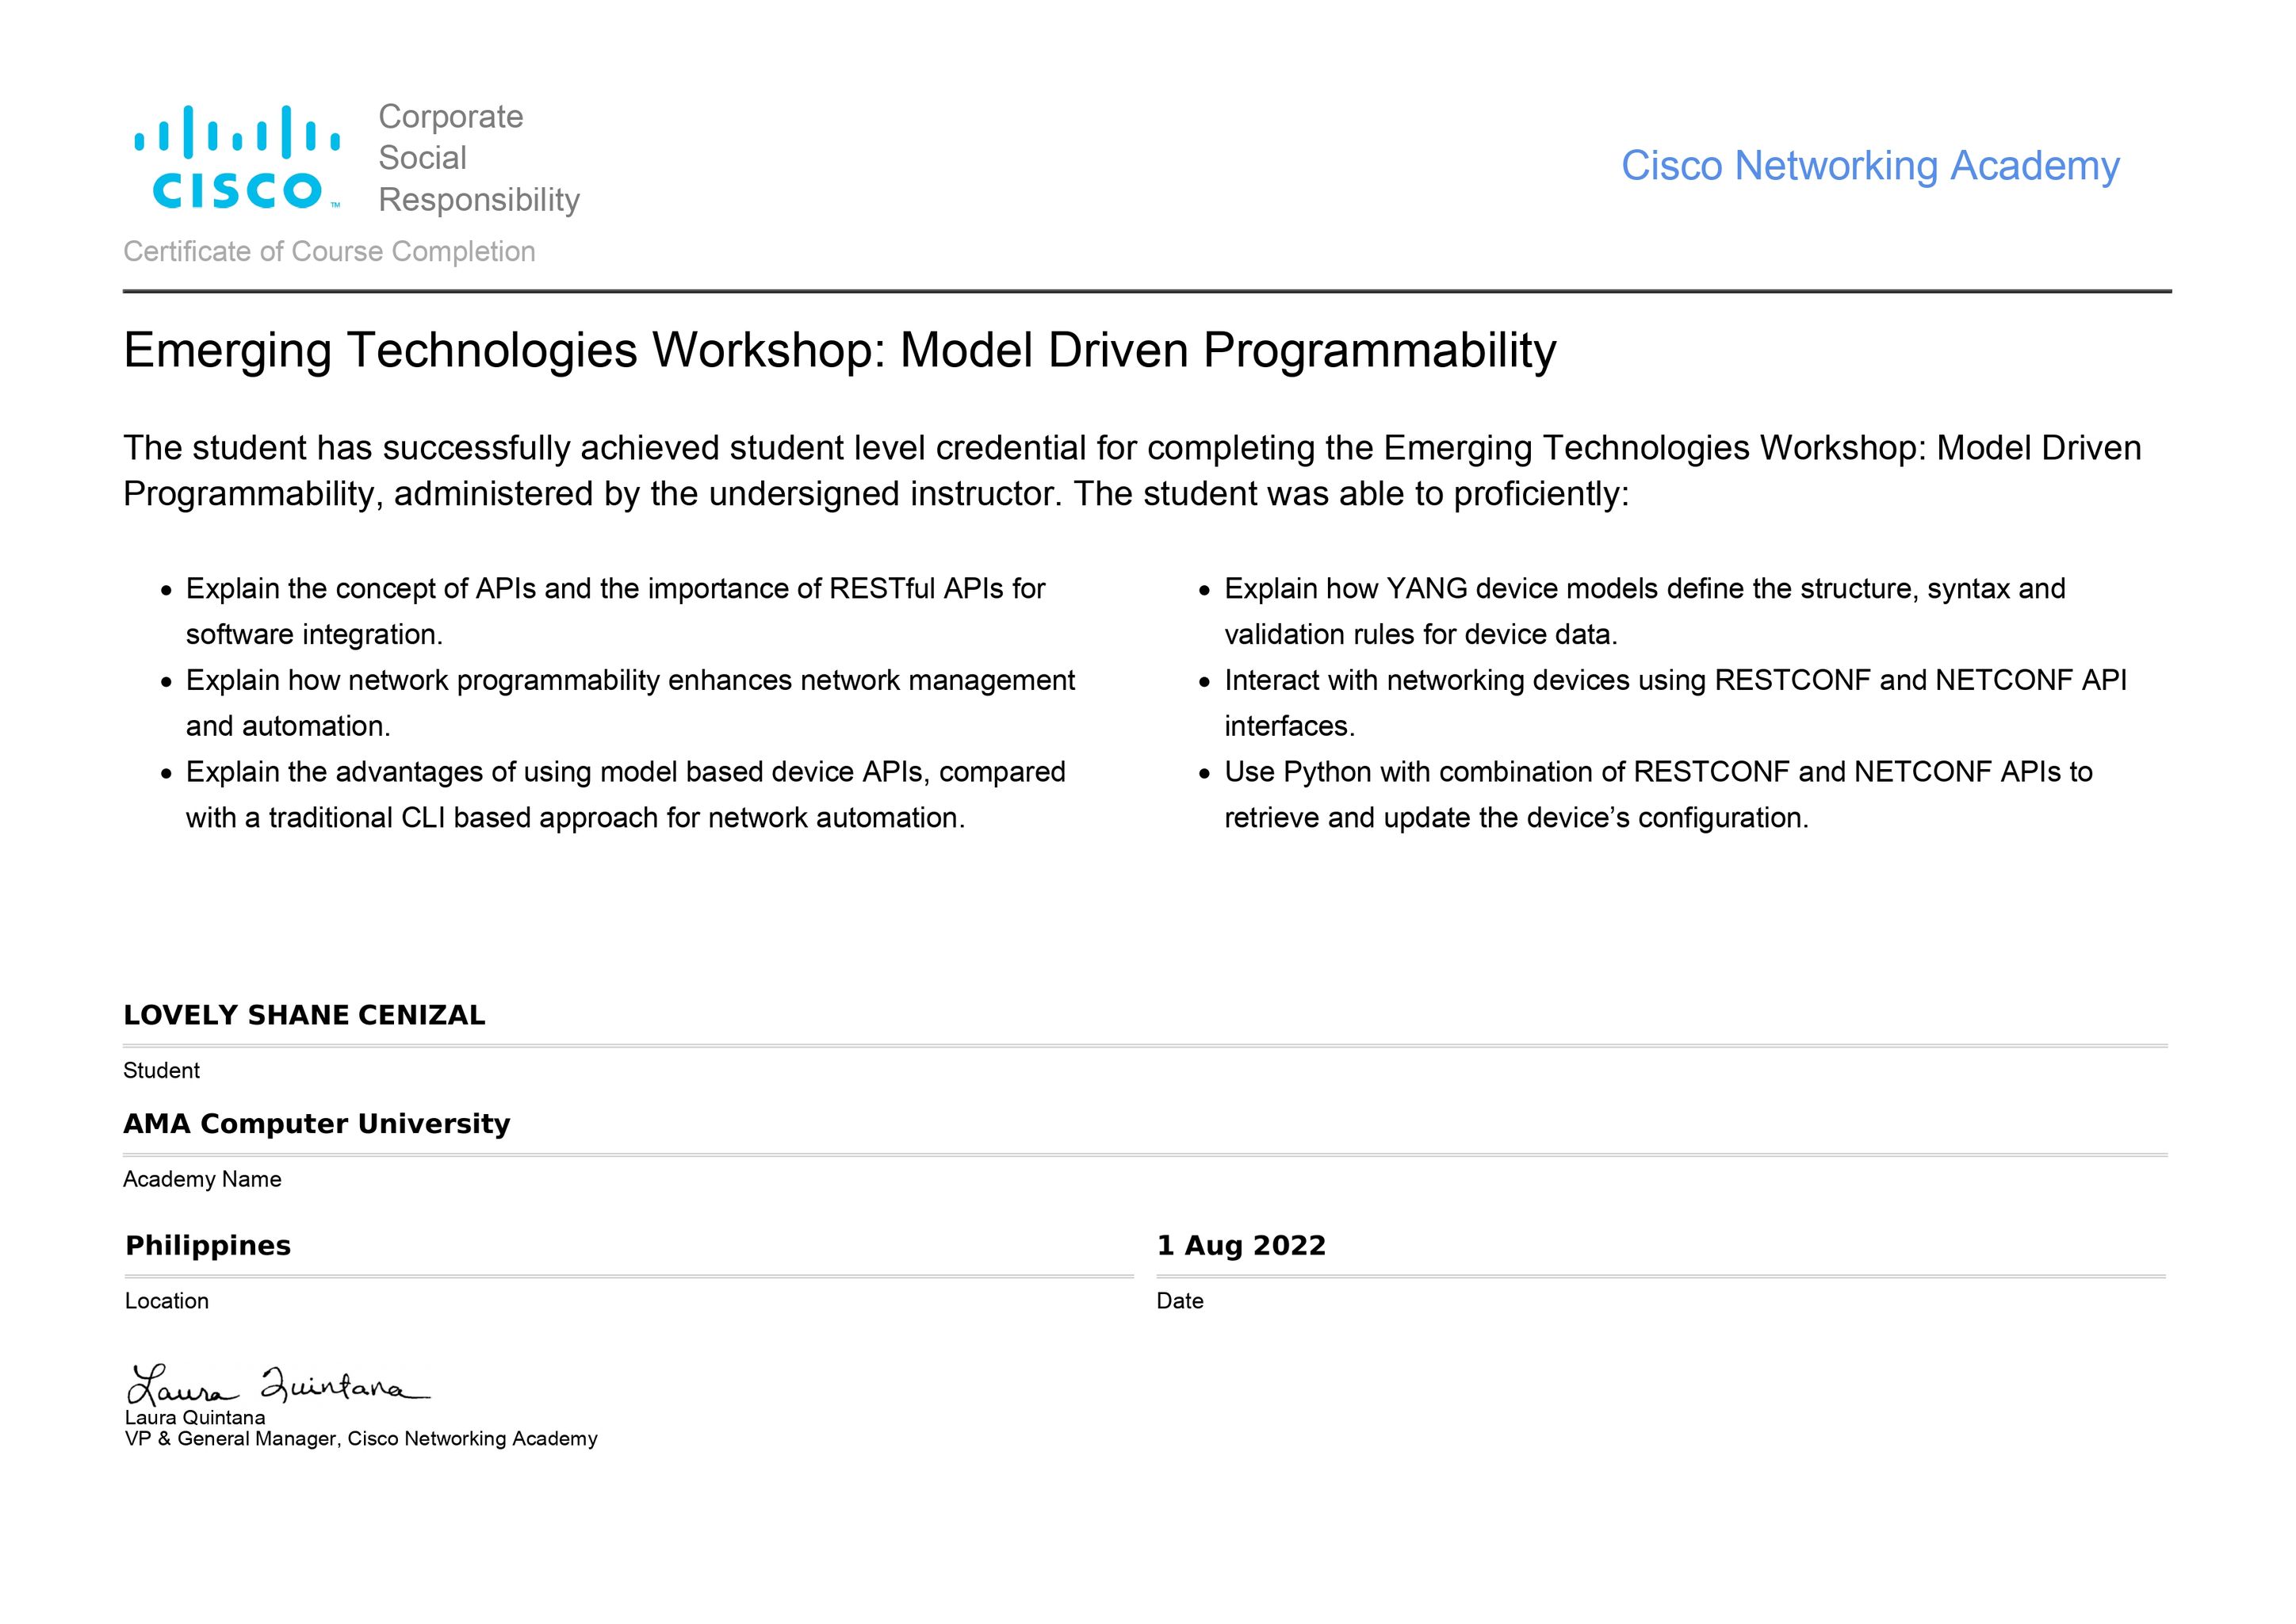 Corporate
Social
Responsibility
CISCO™
Cisco Networking Academy
Certificate of Course Completion
Emerging Technologies Workshop: Model Driven Programmability
The student has successfully achieved student level credential for completing the Emerging Technologies Workshop: Model Driven
Programmability, administered by the undersigned instructor. The student was able to proficiently:
• Explain the concept of APIs and the importance of RESTful APIs for
software integration.
• Explain how network programmability enhances network management
and automation.
• Explain the advantages of using model based device APIs, compared
with a traditional CLI based approach for network automation.
• Explain how YANG device models define the structure, syntax and
validation rules for device data.
• Interact with networking devices using RESTCONF and NETCONF API
interfaces.
• Use Python with combination of RESTCONF and NETCONF APIs to
retrieve and update the device’s configuration.
LOVELY SHANE CENIZAL
Student
AMA Computer University
Academy Name
Philippines
Location
1 Aug 2022
Date
Laura Quintana
Laura Quintana
VP & General Manager, Cisco Networking Academy